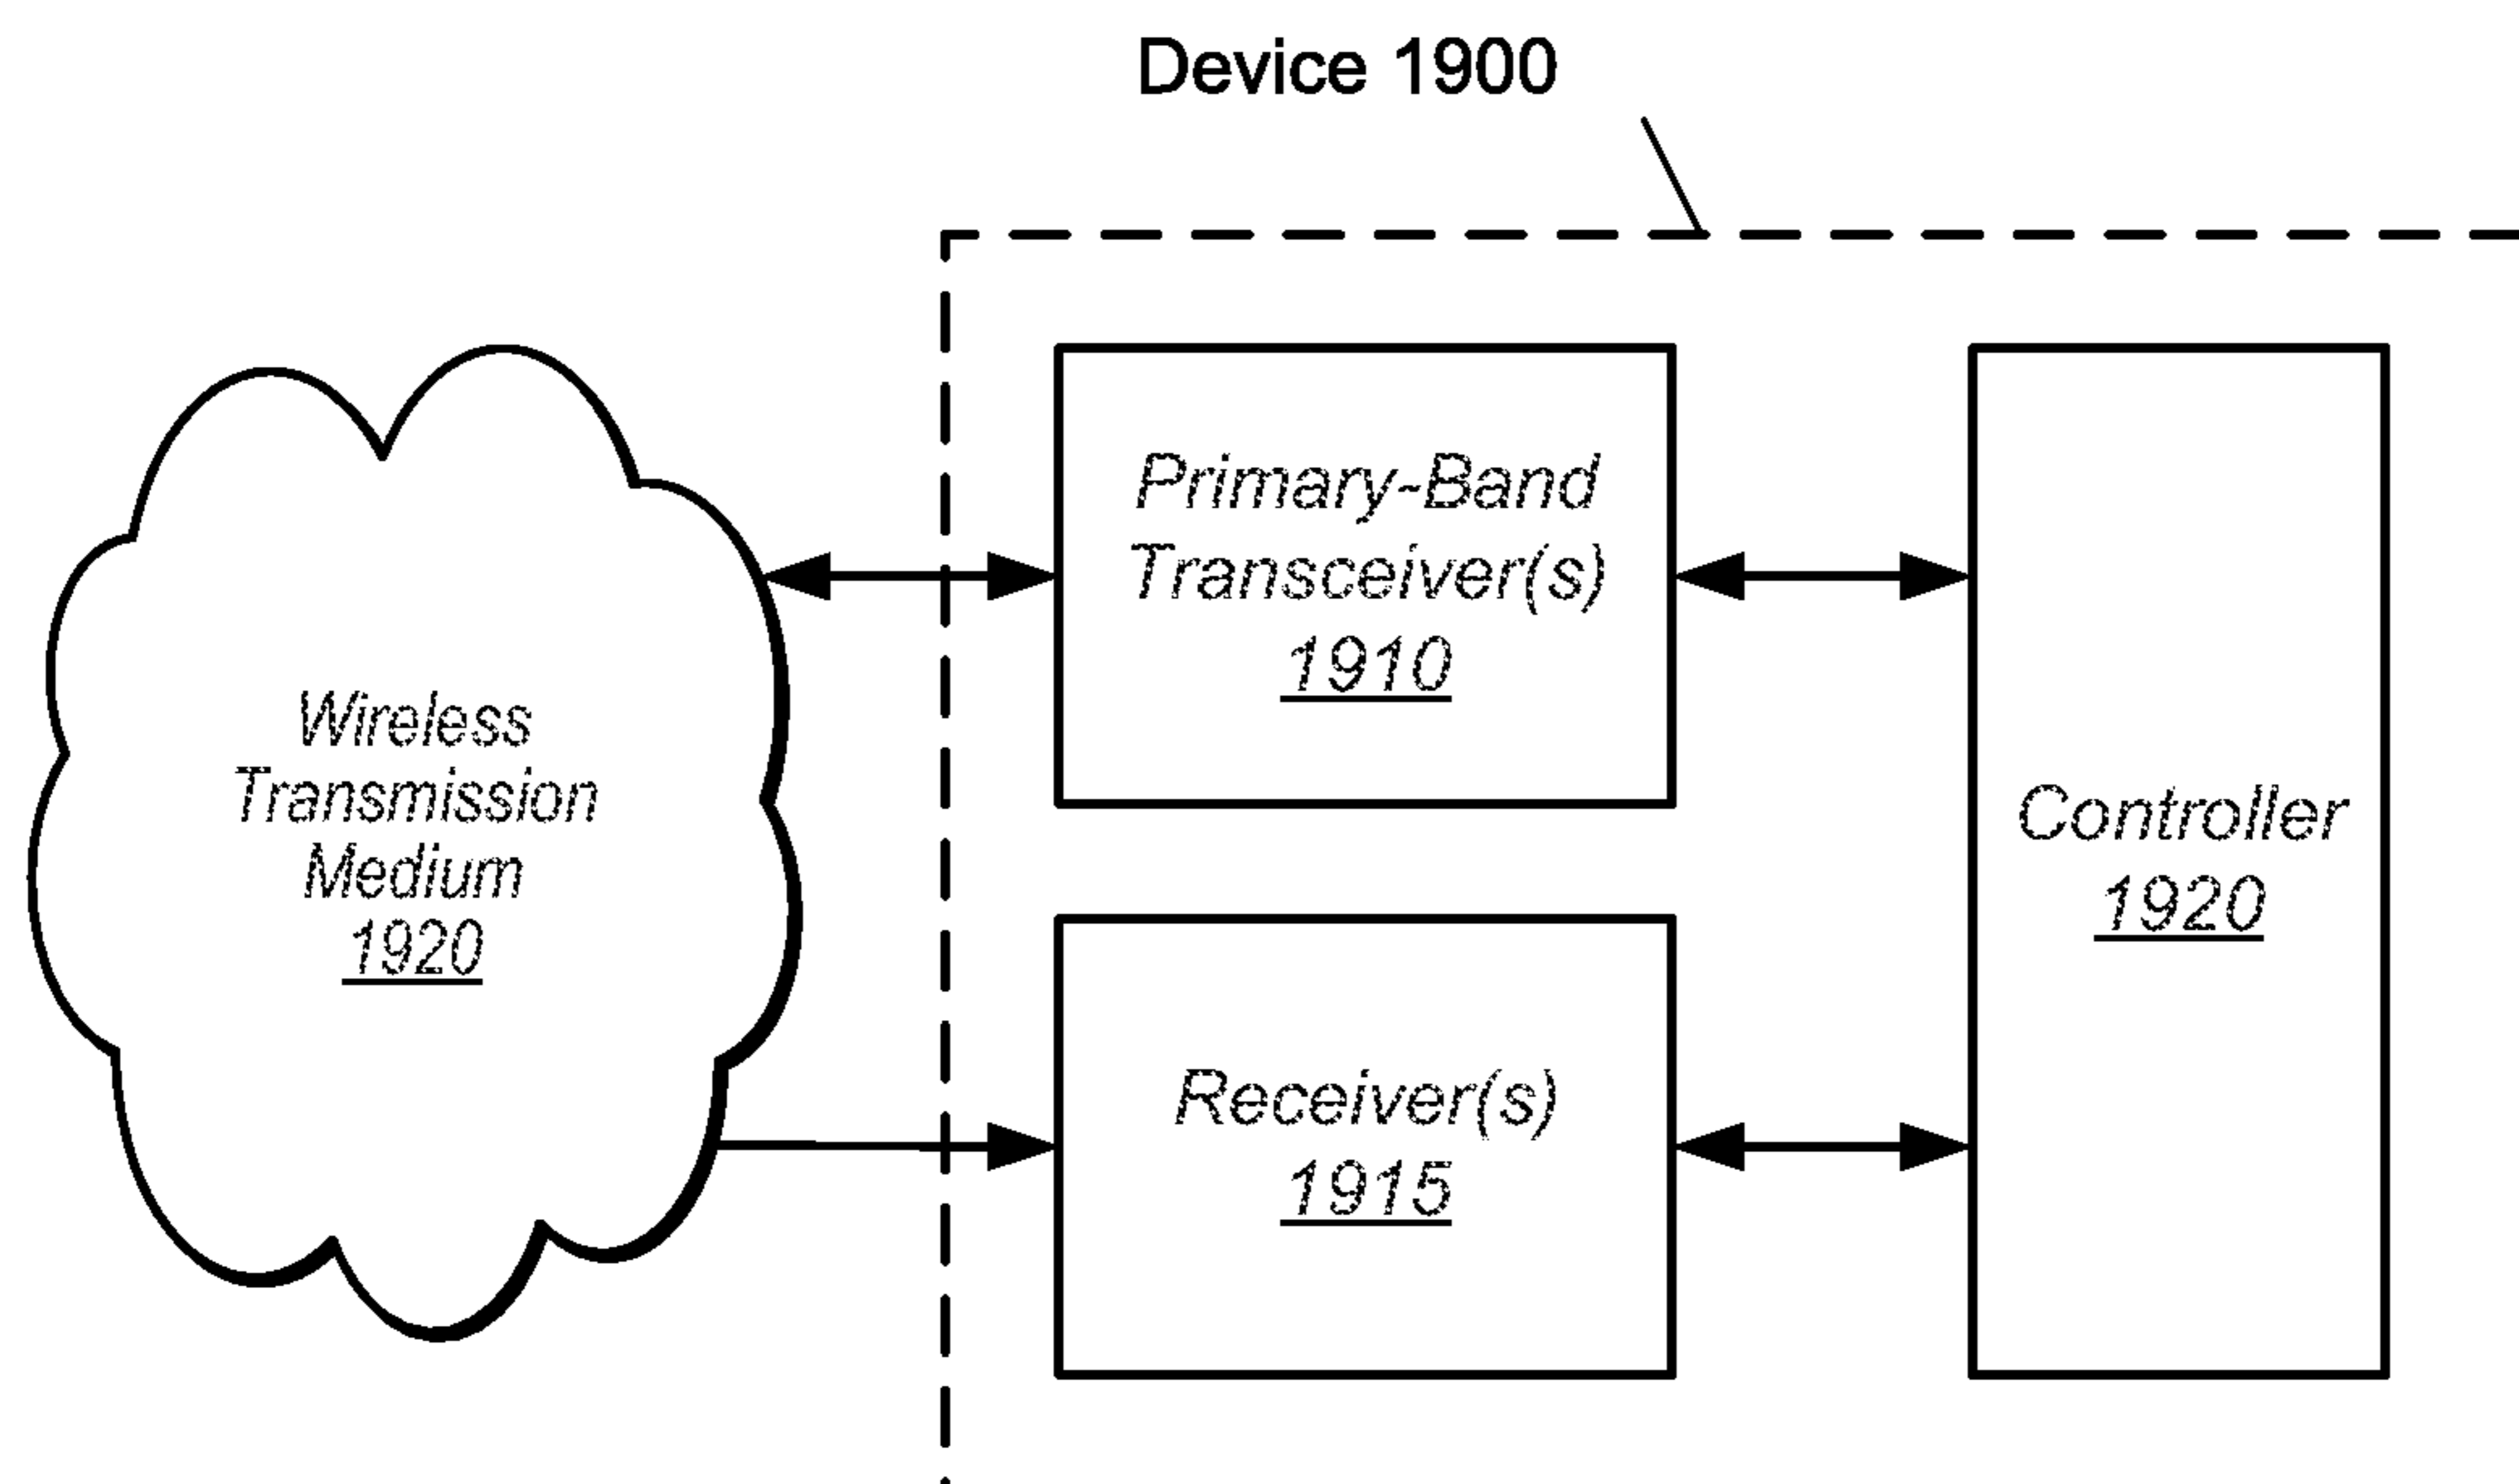 Device 1900
Primary-Band
Transceiver(s)
1910
Wireless
Transmission
Medium
1920
Controller
1920
Receiver(s)
1915